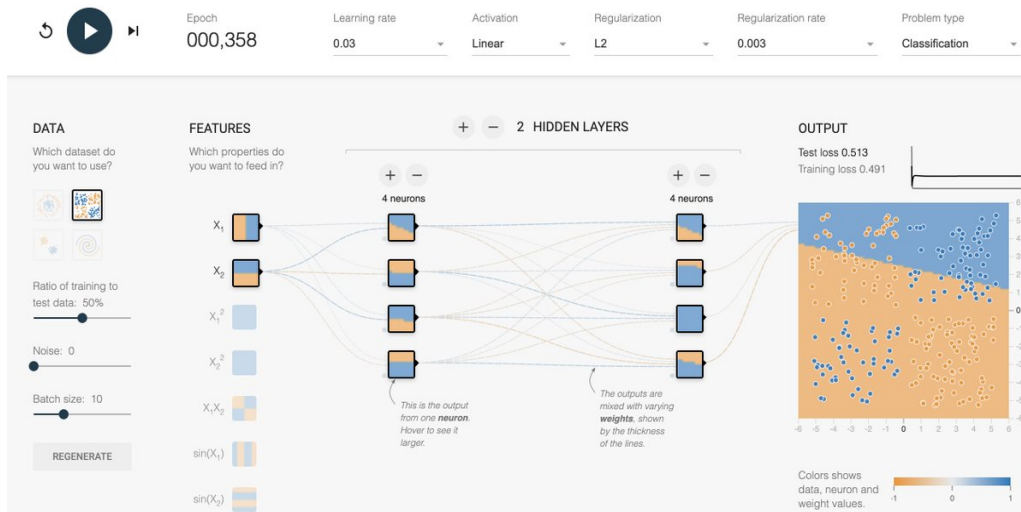 Epoch
000,358
Learning rate
0.03
Activation
Linear
Regularization
L2
Regularization rate
0.003
Problem type
Classification
DATA
Which dataset do
you want to use?
Ratio of training to
test data: 50%
Noise: 0
Batch size: 10
REGENERATE
FEATURES
Which properties do
you want to feed in?
X₁
X₂
X₁²
X₂²
X₁X₂
sin(X₁)
sin(X₂)
+ − 2 HIDDEN LAYERS
+ −
4 neurons
+ −
4 neurons
This is the output
from one neuron.
Hover to see it
larger.
The outputs are
mixed with varying
weights, shown
by the thickness
of the lines.
OUTPUT
Test loss 0.513
Training loss 0.491
-6 -5 -4 -3 -2 -1 0 1 2 3 4 5 6
Colors shows
data, neuron and
weight values.
-1 0 1